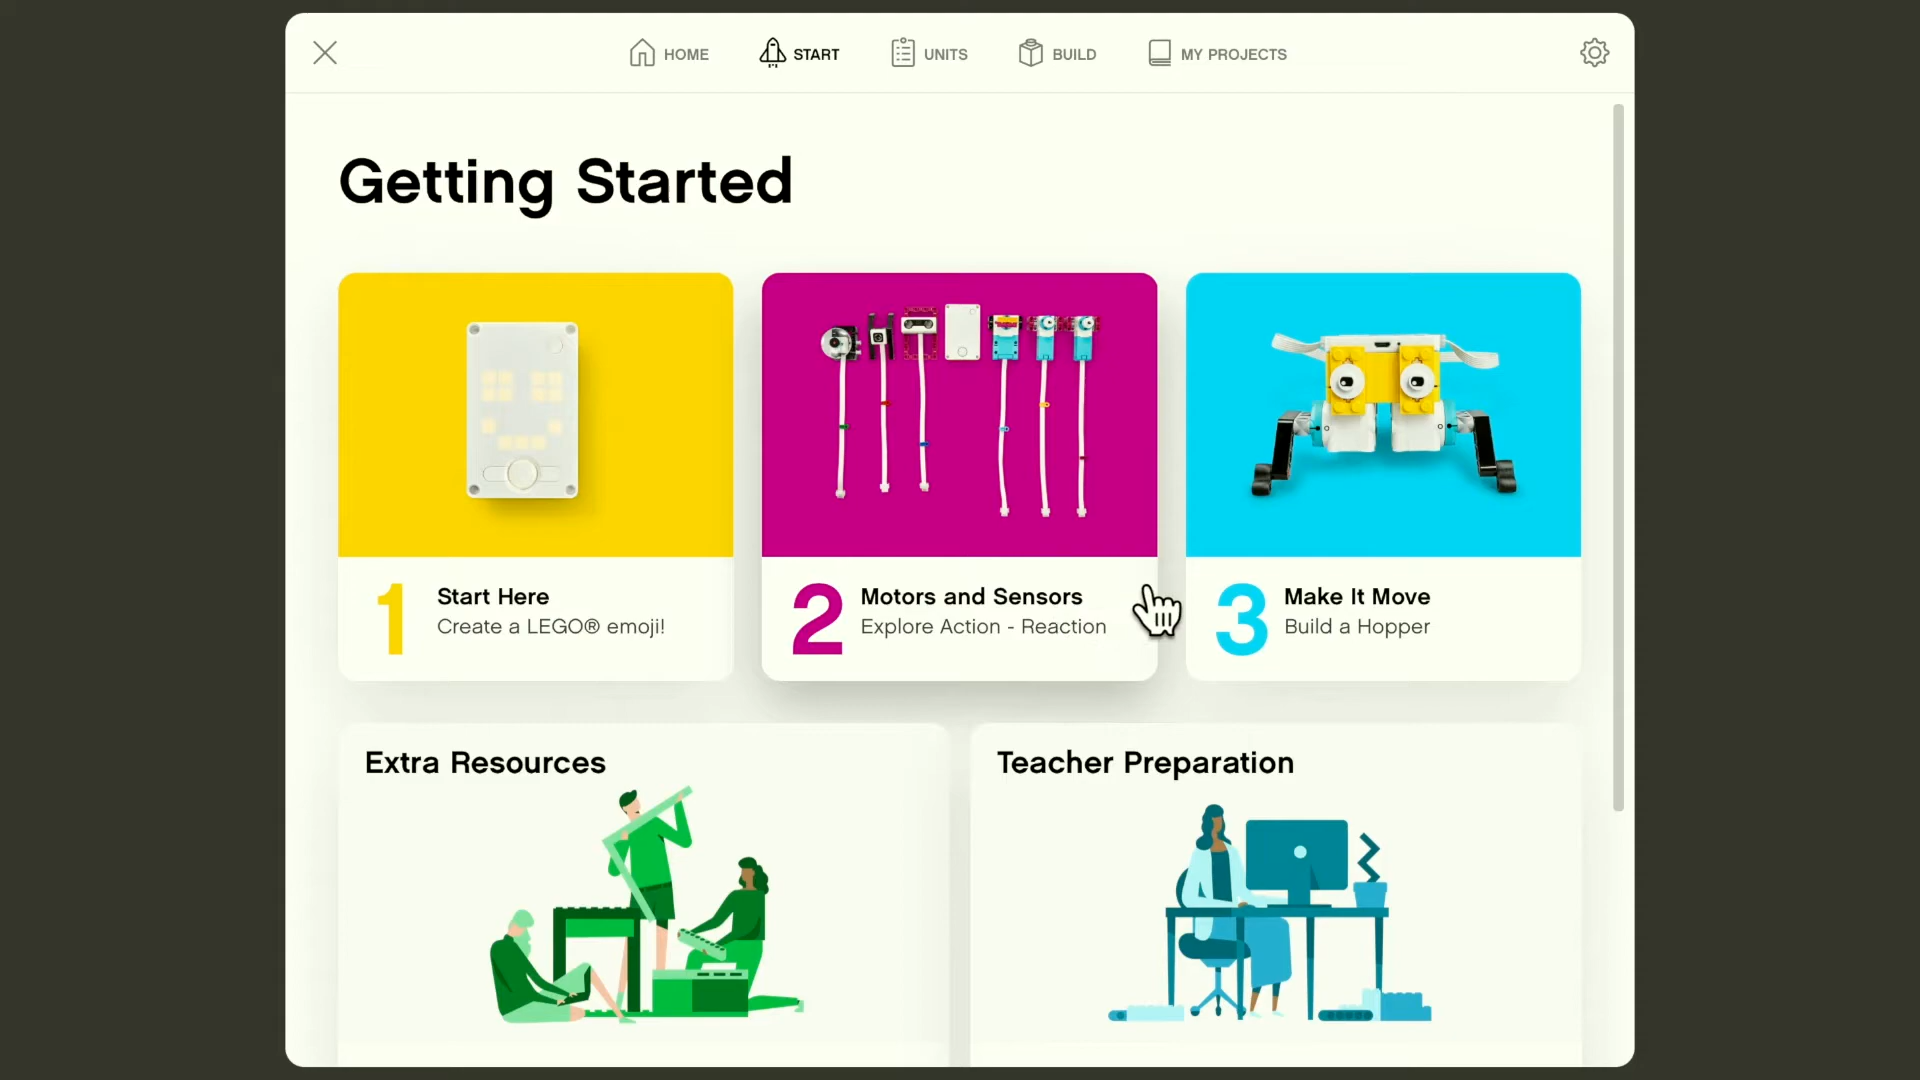 HOME START UNITS BUILD MY PROJECTS
Getting Started
1 Start Here
Create a LEGO® emoji!
2 Motors and Sensors
Explore Action - Reaction
3 Make It Move
Build a Hopper
Extra Resources
Teacher Preparation